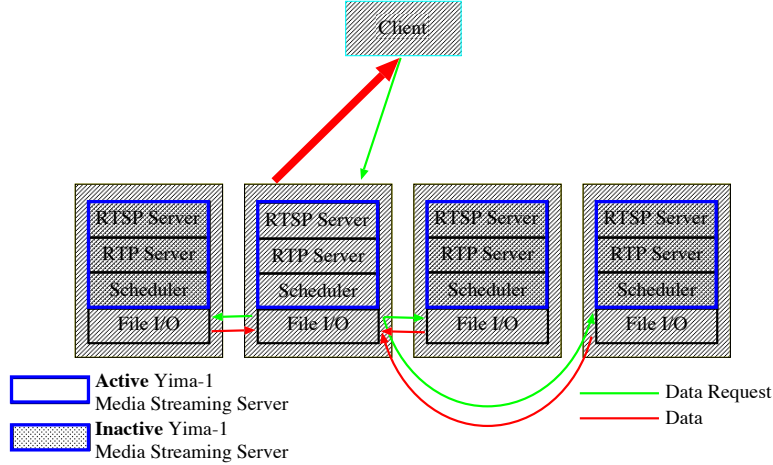 Client
RTSP Server
RTP Server
Scheduler
File I/O
RTSP Server
RTP Server
Scheduler
File I/O
RTSP Server
RTP Server
Scheduler
File I/O
RTSP Server
RTP Server
Scheduler
File I/O
Active Yima-1
Media Streaming Server
Inactive Yima-1
Media Streaming Server
Data Request
Data